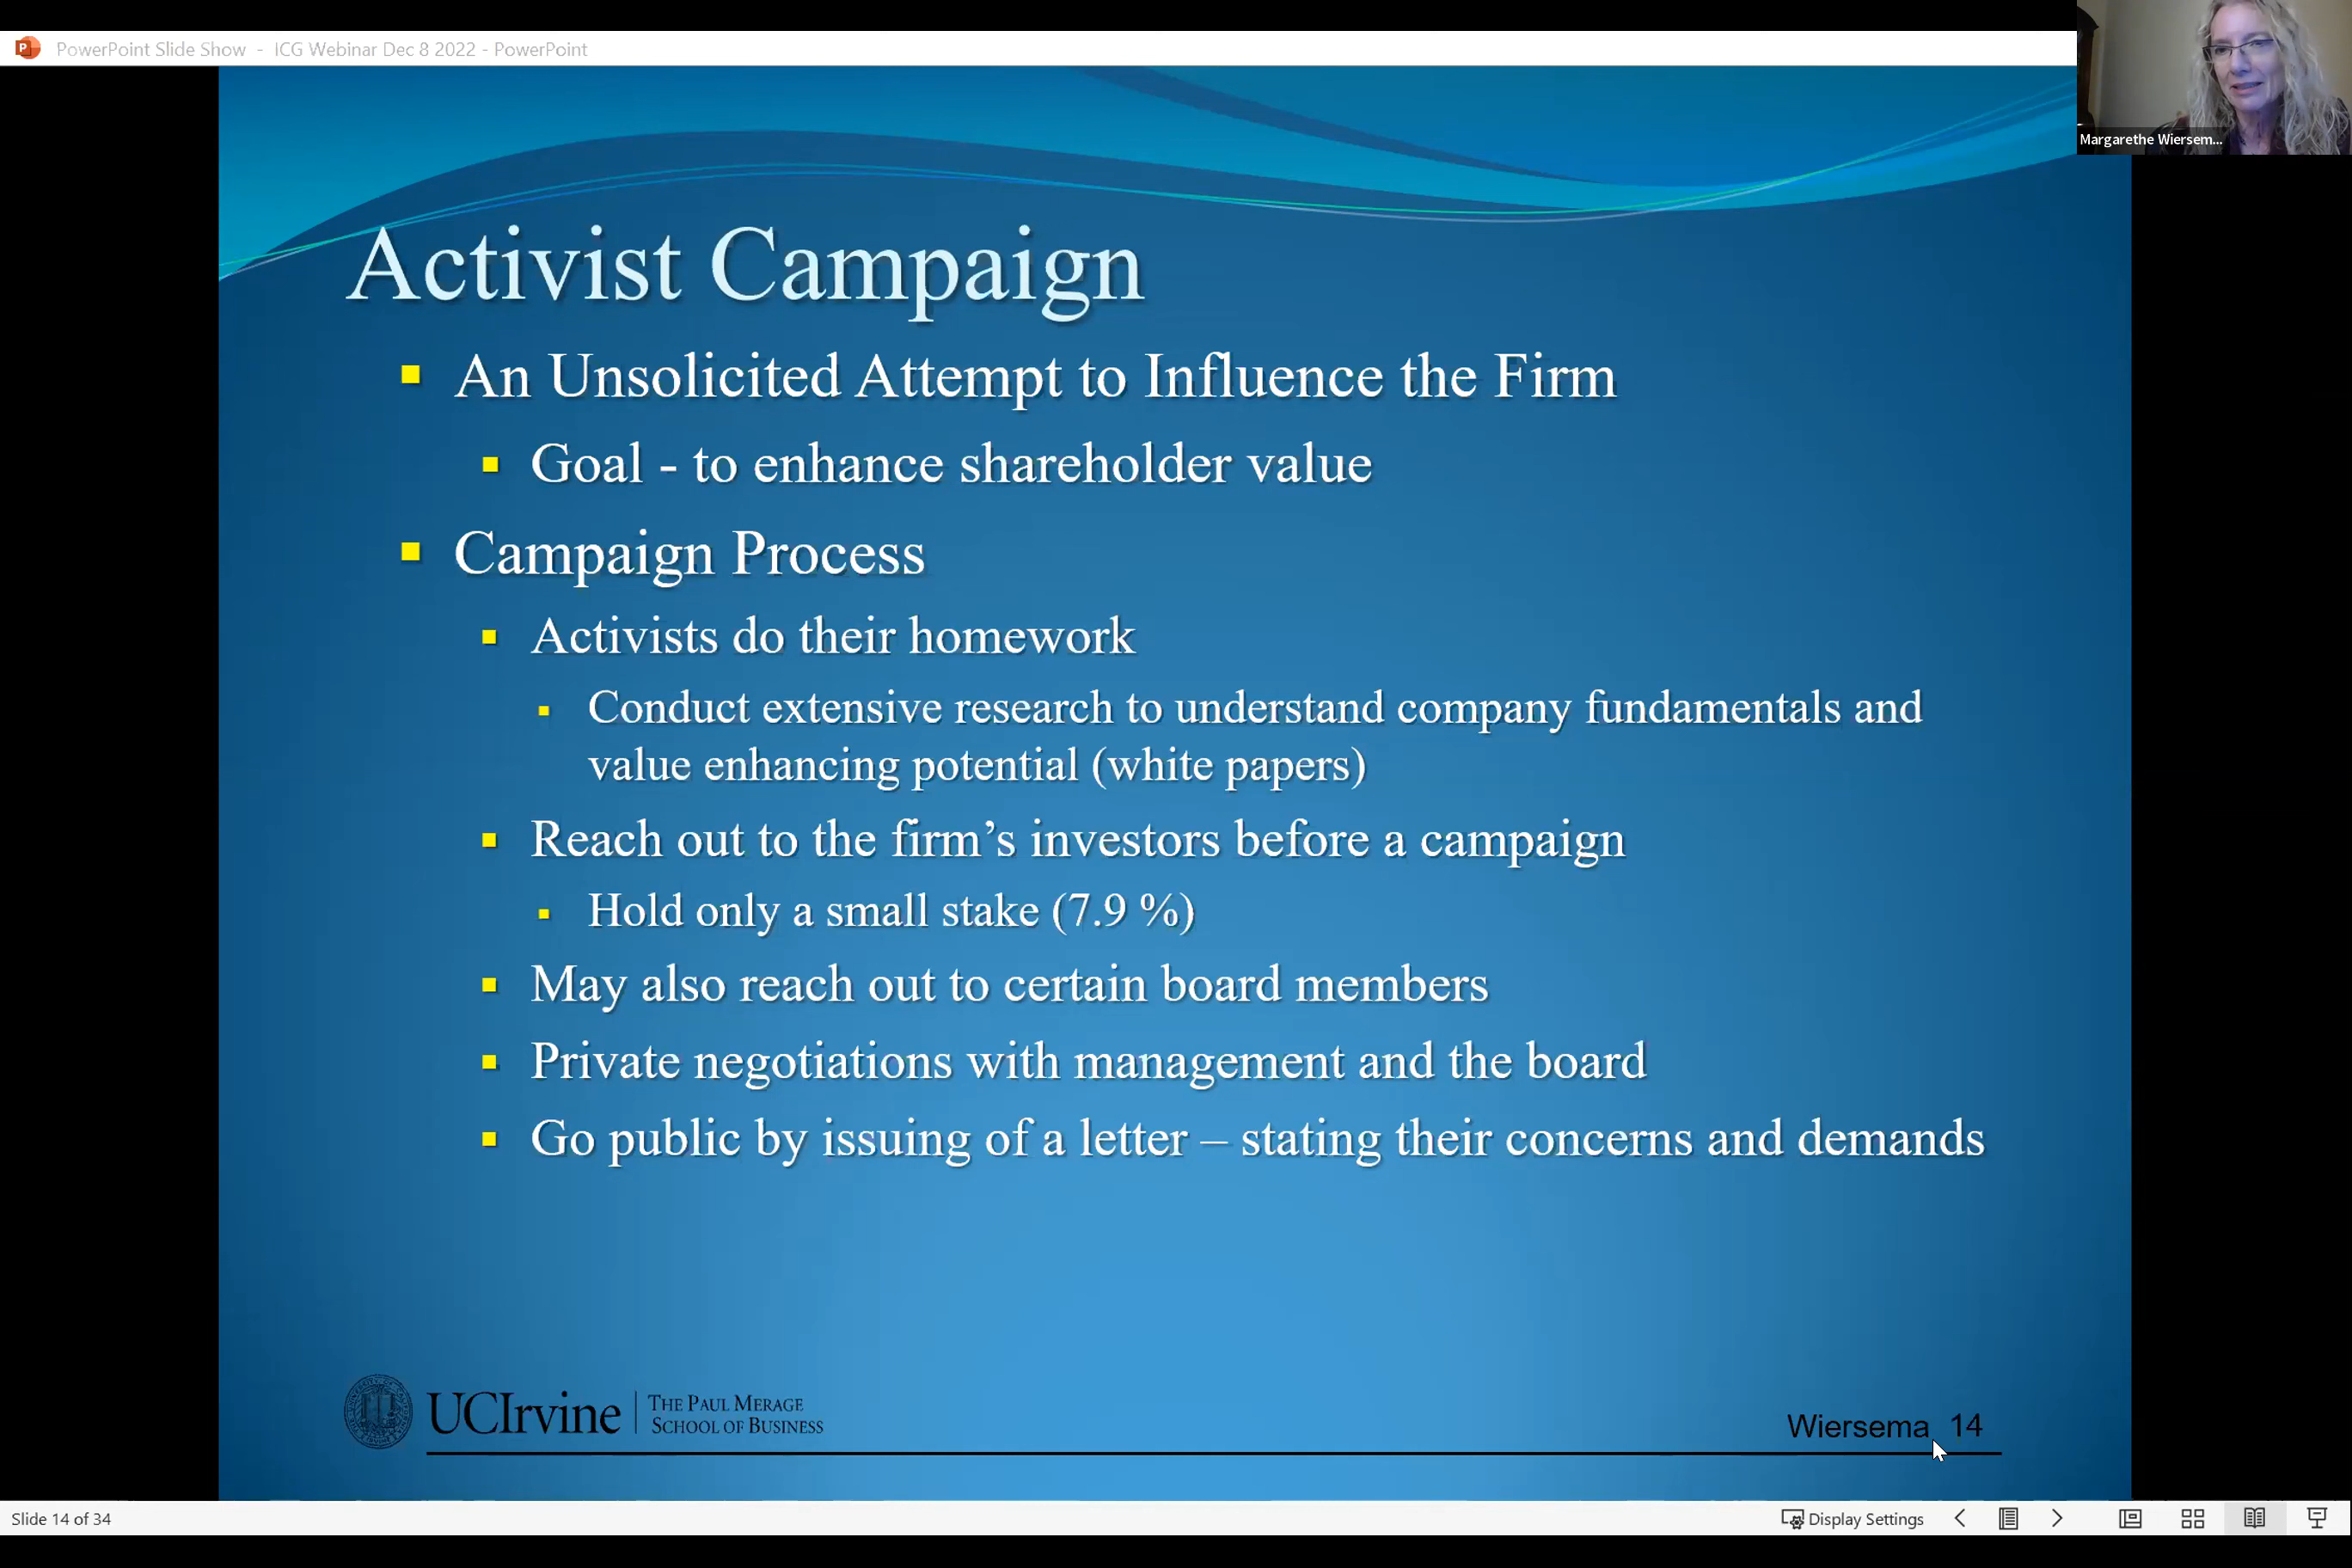 PowerPoint Slide Show - ICG Webinar Dec 8 2022 - PowerPoint
Margarethe Wiersem...
Activist Campaign
An Unsolicited Attempt to Influence the Firm
Goal - to enhance shareholder value
Campaign Process
Activists do their homework
Conduct extensive research to understand company fundamentals and
value enhancing potential (white papers)
Reach out to the firm’s investors before a campaign
Hold only a small stake (7.9 %)
May also reach out to certain board members
Private negotiations with management and the board
Go public by issuing of a letter – stating their concerns and demands
UCIrvine
THE PAUL MERAGE
SCHOOL OF BUSINESS
Wiersema 14
Slide 14 of 34
Display Settings